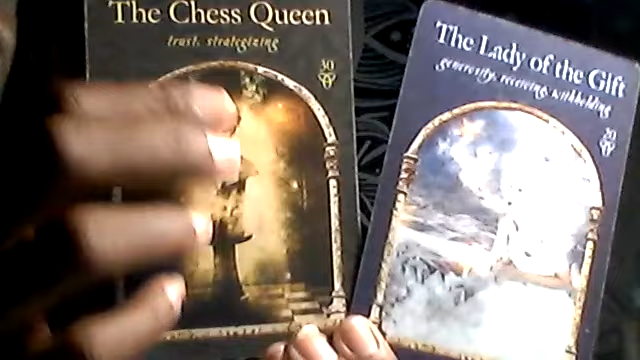 The Chess Queen
trust, strategizing
30
The Lady of the Gift
generosity, receiving, withholding
20